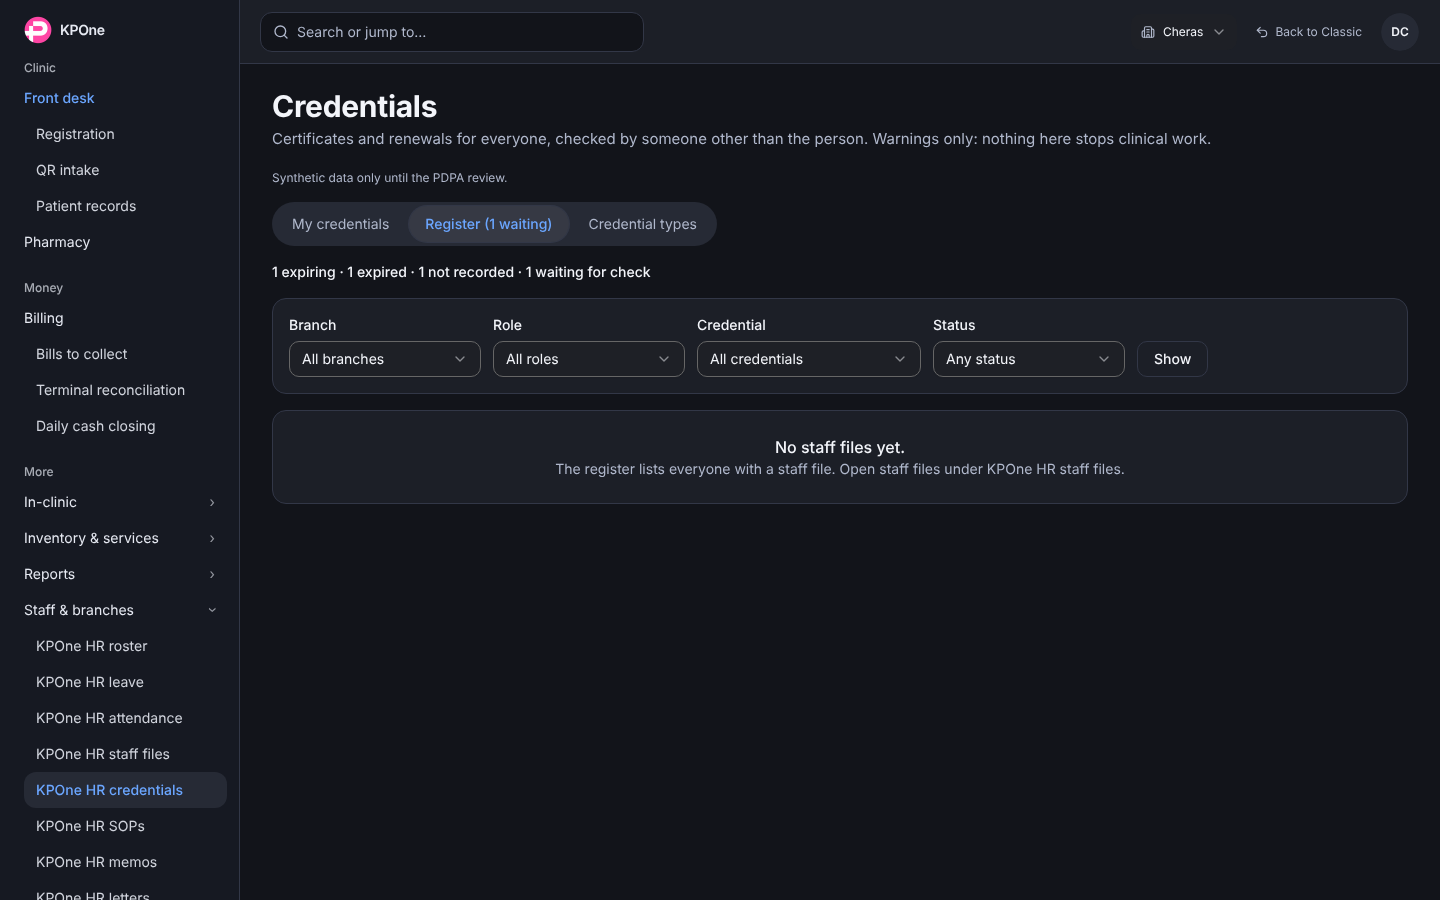 KPOne
Search or jump to...
Cheras
Back to Classic
DC
Clinic
Front desk
Registration
QR intake
Patient records
Pharmacy
Money
Billing
Bills to collect
Terminal reconciliation
Daily cash closing
More
In-clinic
Inventory & services
Reports
Staff & branches
KPOne HR roster
KPOne HR leave
KPOne HR attendance
KPOne HR staff files
KPOne HR credentials
KPOne HR SOPs
KPOne HR memos
KPOne HR letters
Credentials
Certificates and renewals for everyone, checked by someone other than the person. Warnings only: nothing here stops clinical work.
Synthetic data only until the PDPA review.
My credentials
Register (1 waiting)
Credential types
1 expiring · 1 expired · 1 not recorded · 1 waiting for check
Branch
Role
Credential
Status
All branches
All roles
All credentials
Any status
Show
No staff files yet.
The register lists everyone with a staff file. Open staff files under KPOne HR staff files.